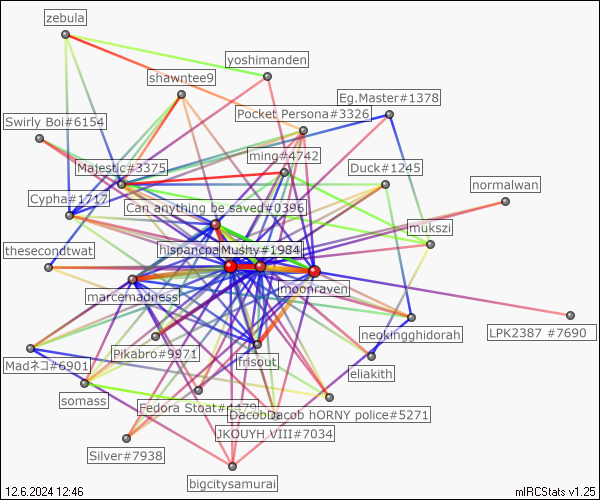 zebula
yoshimanden
shawntee9
Eg.Master#1378
Pocket Persona#3326
Swirly Boi#6154
ming#4742
Majestic#3375
Duck#1245
normalwan
Cypha#1717
Can anything be saved#0396
mukszi
thesecondtwat
Mushy#1984
moonraven
marcemadness
LPK2387 #7690
neokingghidorah
Pikabro#9971
frisout
Madネコ#6901
eliakith
somass
Fedora Stoat
DacobDacob hORNY police#5271
JKOUYH VIII#7034
Silver#7938
bigcitysamurai
12.6.2024 12:46
mIRCStats v1.25